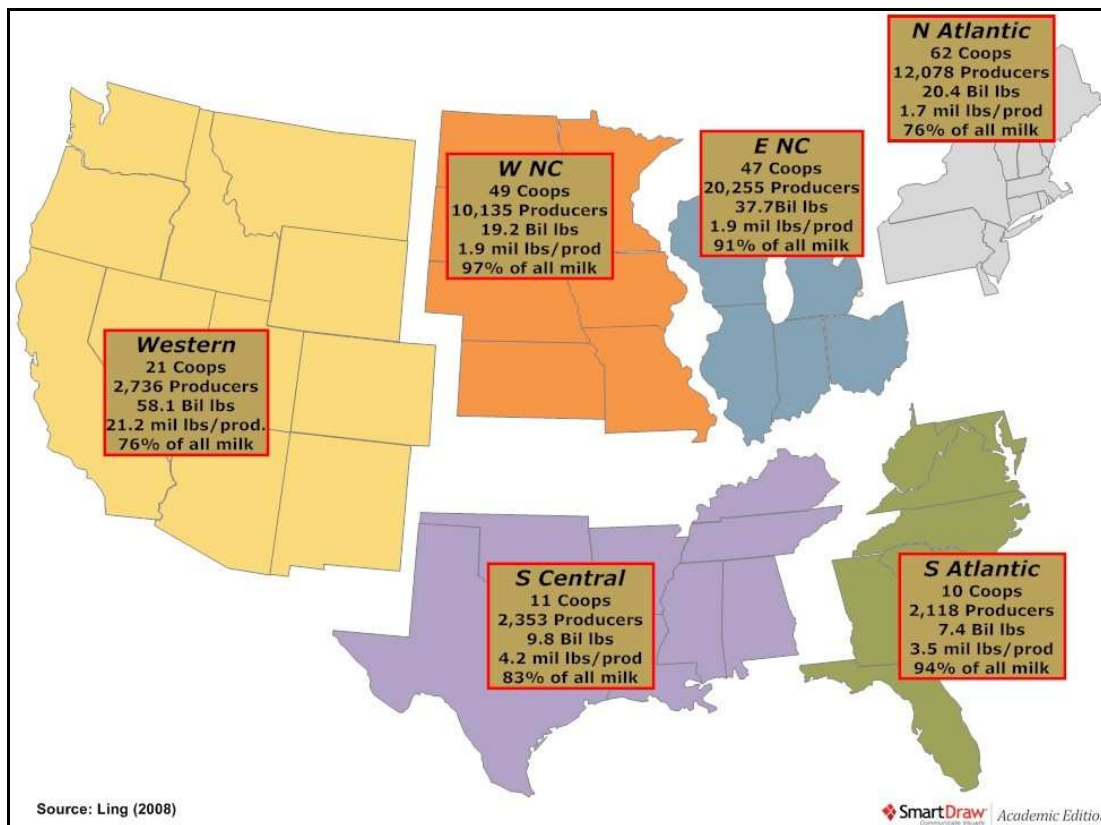 N Atlantic
62 Coops
12,078 Producers
20.4 Bil lbs
1.7 mil lbs/prod
76% of all milk
W NC
49 Coops
10,135 Producers
19.2 Bil lbs
1.9 mil lbs/prod
97% of all milk
E NC
47 Coops
20,255 Producers
37.7Bil lbs
1.9 mil lbs/prod
91% of all milk
Western
21 Coops
2,736 Producers
58.1 Bil lbs
21.2 mil lbs/prod.
76% of all milk
S Central
11 Coops
2,353 Producers
9.8 Bil lbs
4.2 mil lbs/prod
83% of all milk
S Atlantic
10 Coops
2,118 Producers
7.4 Bil lbs
3.5 mil lbs/prod
94% of all milk
Source: Ling (2008)
SmartDraw Academic Edition
Communicate Visually